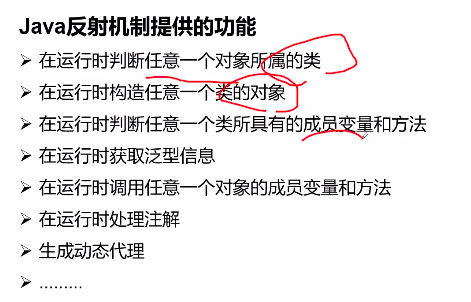 Java反射机制提供的功能
➢ 在运行时判断任意一个对象所属的类
➢ 在运行时构造任意一个类的对象
➢ 在运行时判断任意一个类所具有的成员变量和方法
➢ 在运行时获取泛型信息
➢ 在运行时调用任意一个对象的成员变量和方法
➢ 在运行时处理注解
➢ 生成动态代理
➢ .........